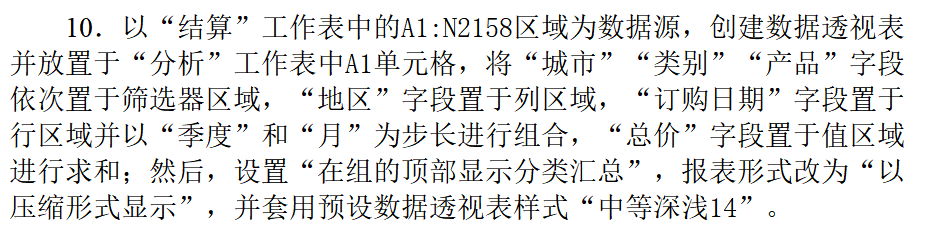 10. 以“结算”工作表中的A1:N2158区域为数据源，创建数据透视表
并放置于“分析”工作表中A1单元格，将“城市”“类别”“产品”字段
依次置于筛选器区域，“地区”字段置于列区域，“订购日期”字段置于
行区域并以“季度”和“月”为步长进行组合，“总价”字段置于值区域
进行求和；然后，设置“在组的顶部显示分类汇总”，报表形式改为“以
压缩形式显示”，并套用预设数据透视表样式“中等深浅14”。